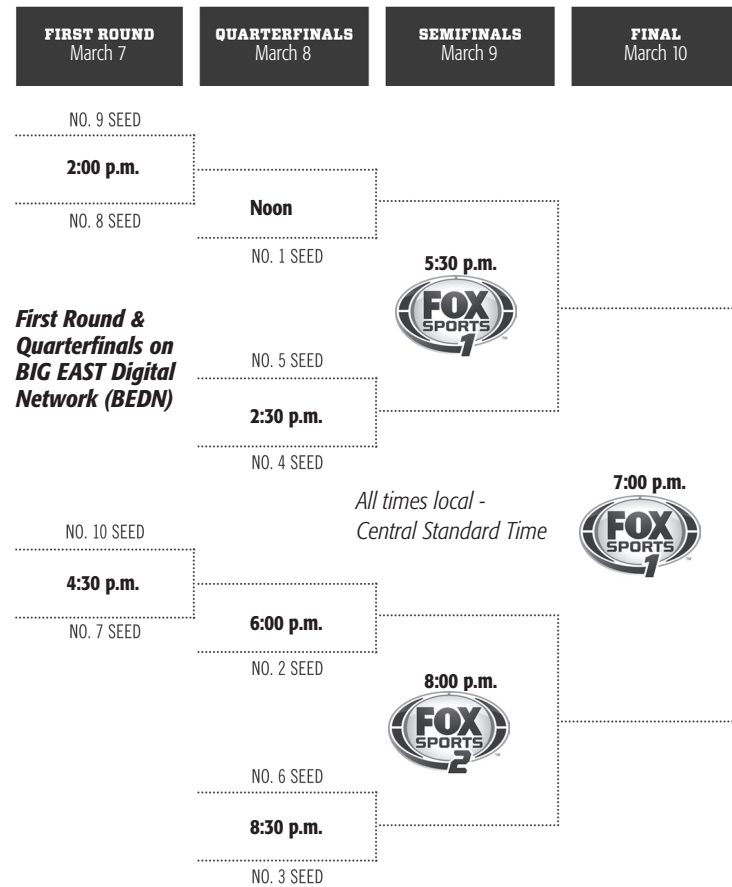 FIRST ROUND
March 7
QUARTERFINALS
March 8
SEMIFINALS
March 9
FINAL
March 10
NO. 9 SEED
2:00 p.m.
NO. 8 SEED
Noon
NO. 1 SEED
5:30 p.m.
FOX
SPORTS
1
™
First Round &
Quarterfinals on
BIG EAST Digital
Network (BEDN)
NO. 5 SEED
2:30 p.m.
NO. 4 SEED
All times local -
Central Standard Time
7:00 p.m.
FOX
SPORTS
1
™
NO. 10 SEED
4:30 p.m.
NO. 7 SEED
6:00 p.m.
NO. 2 SEED
8:00 p.m.
FOX
SPORTS
2
™
NO. 6 SEED
8:30 p.m.
NO. 3 SEED